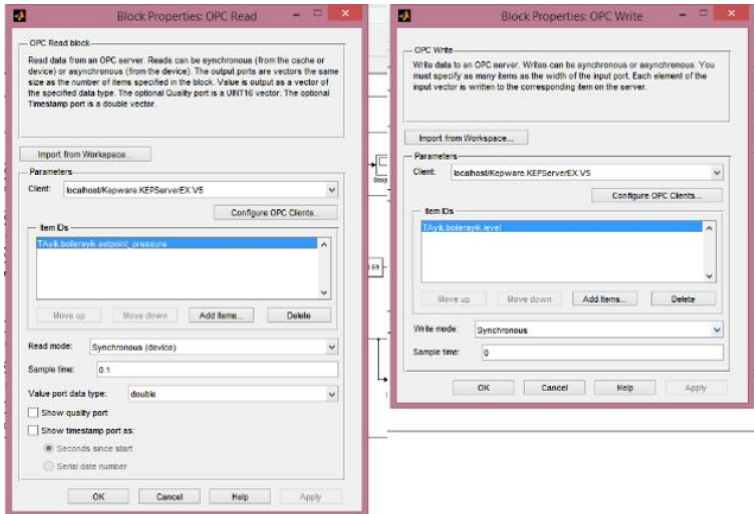 Block Properties: OPC Read
OPC Read block
Read data from an OPC server. Reads can be synchronous (from the cache or
device) or asynchronous (from the device). The output ports are vectors the same
size as the number of items specified in the block. Value is output as a vector of
the specified data type. The optional Quality port is a UINT16 vector. The optional
Timestamp port is a double vector.
Import from Workspace...
Parameters
Client: localhost/Kepware.KEPServerEX.V5
Configure OPC Clients...
Item IDs
TAyik.boilerayik.setpoint_pressure
Move up Move down Add Items... Delete
Read mode: Synchronous (device)
Sample time: 0.1
Value port data type: double
Show quality port
Show timestamp port as:
Seconds since start
Serial date number
OK Cancel Help Apply
Block Properties: OPC Write
OPC Write
Write data to an OPC server. Writes can be synchronous or asynchronous. You
must specify as many items as the width of the input port. Each element of the
input vector is written to the corresponding item on the server.
Import from Workspace...
Parameters
Client: localhost/Kepware.KEPServerEX.V5
Configure OPC Clients...
Item IDs
TAyik.boilerayik.level
Move up Move down Add Items... Delete
Write mode: Synchronous
Sample time: 0
OK Cancel Help Apply